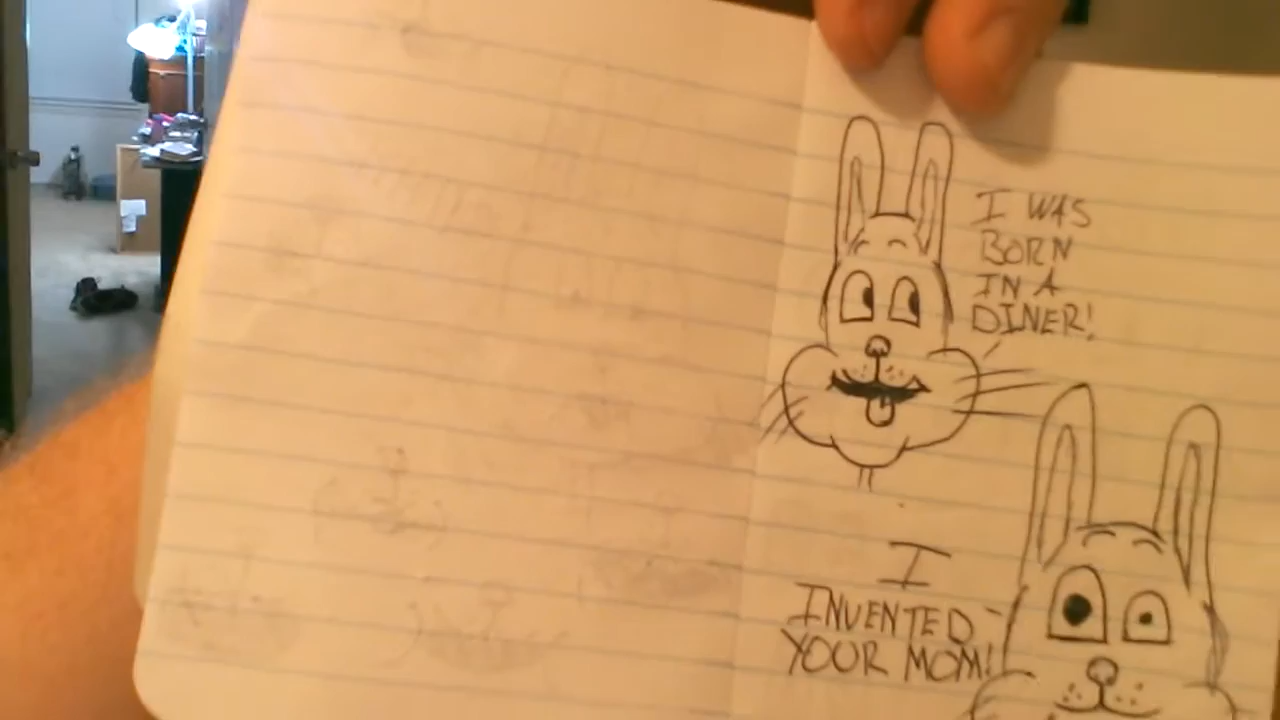 I WAS
BORN
IN A
DINER!
I
INVENTED
YOUR MOM!